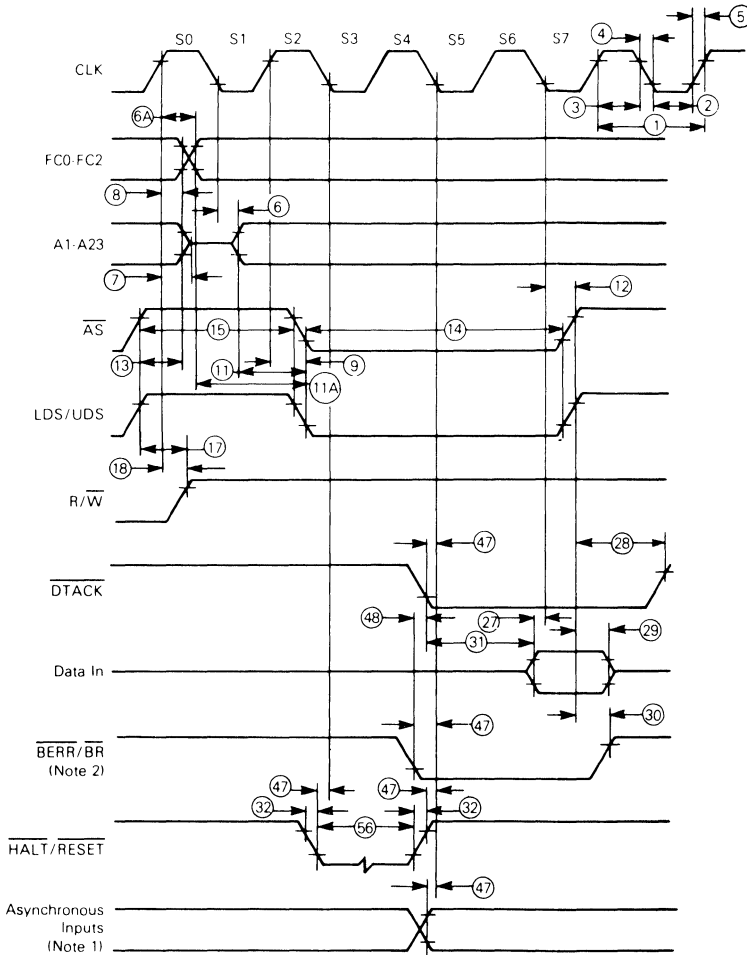 S0 S1 S2 S3 S4 S5 S6 S7
5
4
CLK
3 2
1
6A
FC0-FC2
8
6
A1-A23
7
12
AS
15 14
13 11 9
11A
LDS/UDS
17
18
R/W
47 28
DTACK
48 27
31 29
Data In
47 30
BERR/BR
(Note 2)
47 47
32 32
56
HALT/RESET
47
Asynchronous
Inputs
(Note 1)